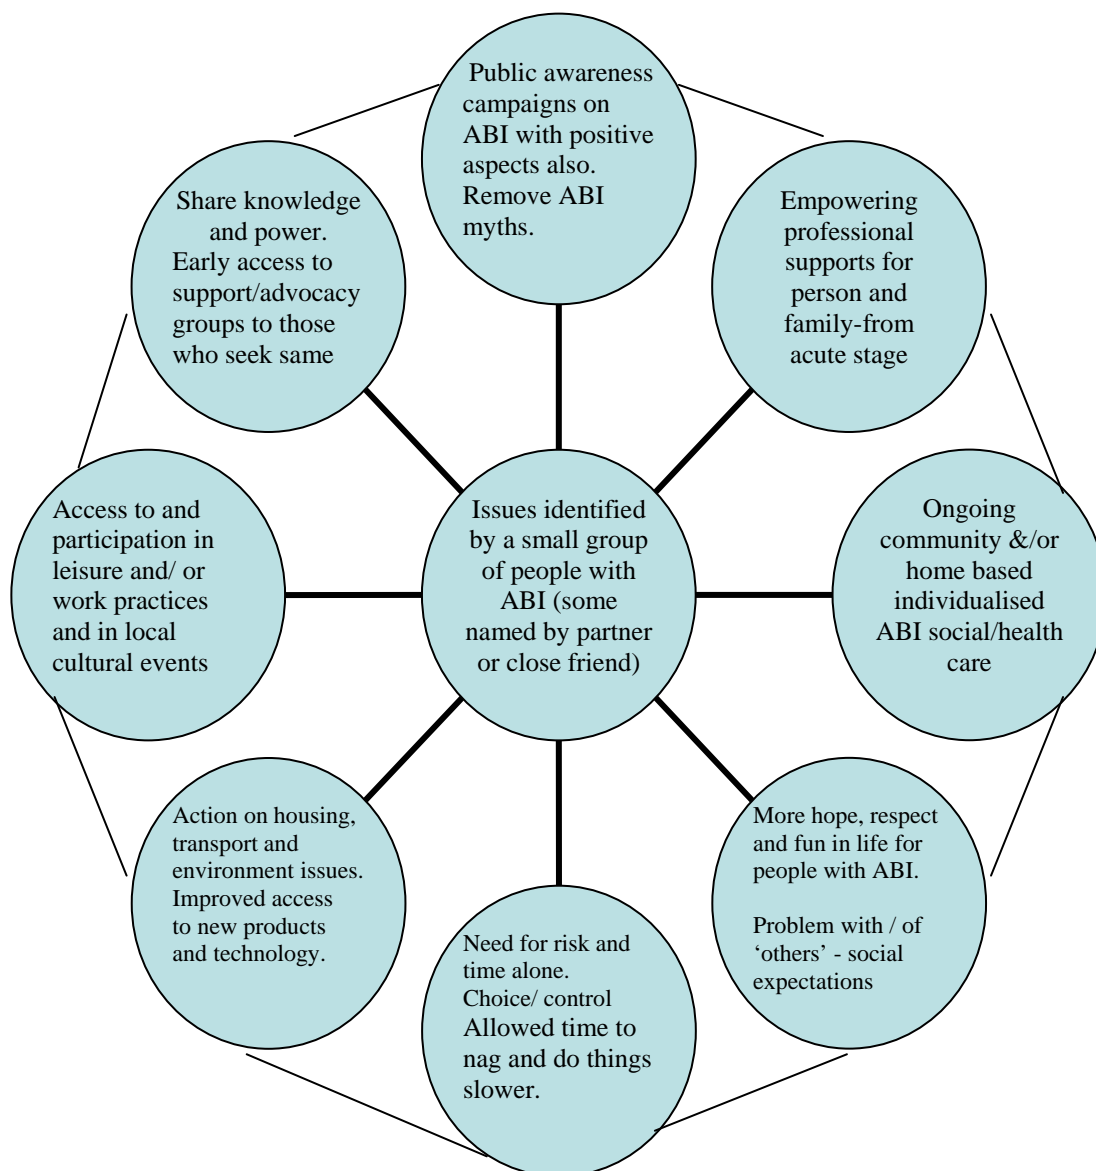 Public awareness
campaigns on
ABI with positive
aspects also.
Remove ABI
myths.
Empowering
professional
supports for
person and
family-from
acute stage
Ongoing
community &/or
home based
individualised
ABI social/health
care
More hope, respect
and fun in life for
people with ABI.
Problem with / of
‘others’ - social
expectations
Need for risk and
time alone.
Choice/ control
Allowed time to
nag and do things
slower.
Action on housing,
transport and
environment issues.
Improved access
to new products
and technology.
Access to and
participation in
leisure and/ or
work practices
and in local
cultural events
Share knowledge
and power.
Early access to
support/advocacy
groups to those
who seek same
Issues identified
by a small group
of people with
ABI (some
named by partner
or close friend)